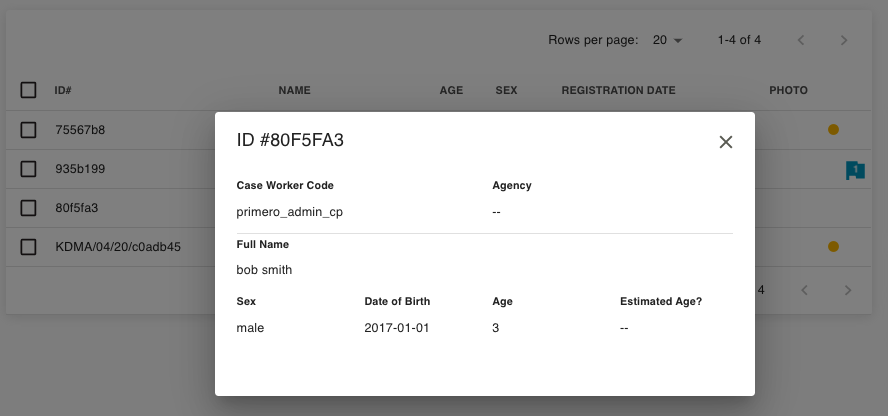 Rows per page: 20 1-4 of 4
ID# NAME AGE SEX REGISTRATION DATE PHOTO
75567b8
935b199 1
80f5fa3
KDMA/04/20/c0adb45
4
ID #80F5FA3
Case Worker Code Agency
primero_admin_cp --
Full Name
bob smith
Sex Date of Birth Age Estimated Age?
male 2017-01-01 3 --